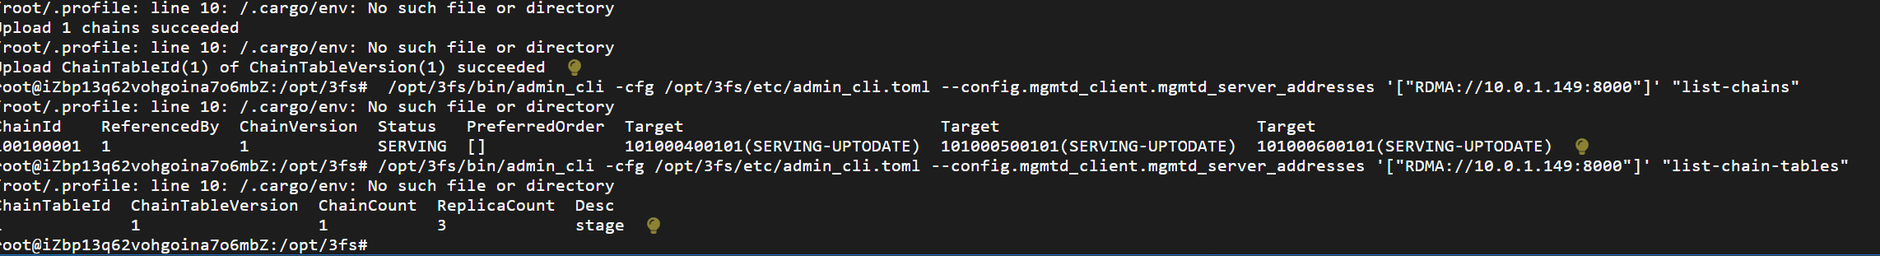 root/.profile: line 10: /.cargo/env: No such file or directory
Upload 1 chains succeeded
root/.profile: line 10: /.cargo/env: No such file or directory
Upload ChainTableId(1) of ChainTableVersion(1) succeeded
root@iZbp13q62vohgoina7o6mbZ:/opt/3fs#  /opt/3fs/bin/admin_cli -cfg /opt/3fs/etc/admin_cli.toml --config.mgmtd_client.mgmtd_server_addresses '["RDMA://10.0.1.149:8000"]' "list-chains"
root/.profile: line 10: /.cargo/env: No such file or directory
ChainId ReferencedBy ChainVersion Status PreferredOrder Target Target Target
00100001 1 1 SERVING [] 101000400101(SERVING-UPTODATE) 101000500101(SERVING-UPTODATE) 101000600101(SERVING-UPTODATE)
root@iZbp13q62vohgoina7o6mbZ:/opt/3fs# /opt/3fs/bin/admin_cli -cfg /opt/3fs/etc/admin_cli.toml --config.mgmtd_client.mgmtd_server_addresses '["RDMA://10.0.1.149:8000"]' "list-chain-tables"
root/.profile: line 10: /.cargo/env: No such file or directory
ChainTableId ChainTableVersion ChainCount ReplicaCount Desc
1 1 3 stage
root@iZbp13q62vohgoina7o6mbZ:/opt/3fs#